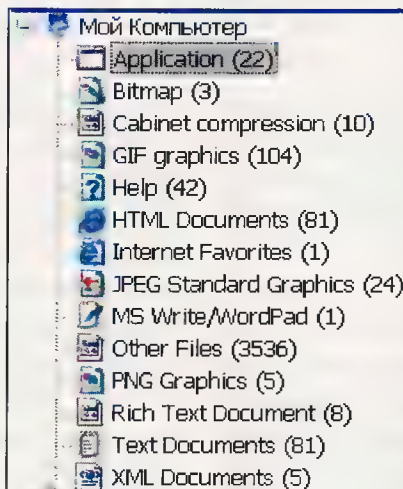 Мой Компьютер
Application (22)
Bitmap (3)
Cabinet compression (10)
GIF graphics (104)
Help (42)
HTML Documents (81)
Internet Favorites (1)
JPEG Standard Graphics (24)
MS Write/WordPad (1)
Other Files (3536)
PNG Graphics (5)
Rich Text Document (8)
Text Documents (81)
XML Documents (5)